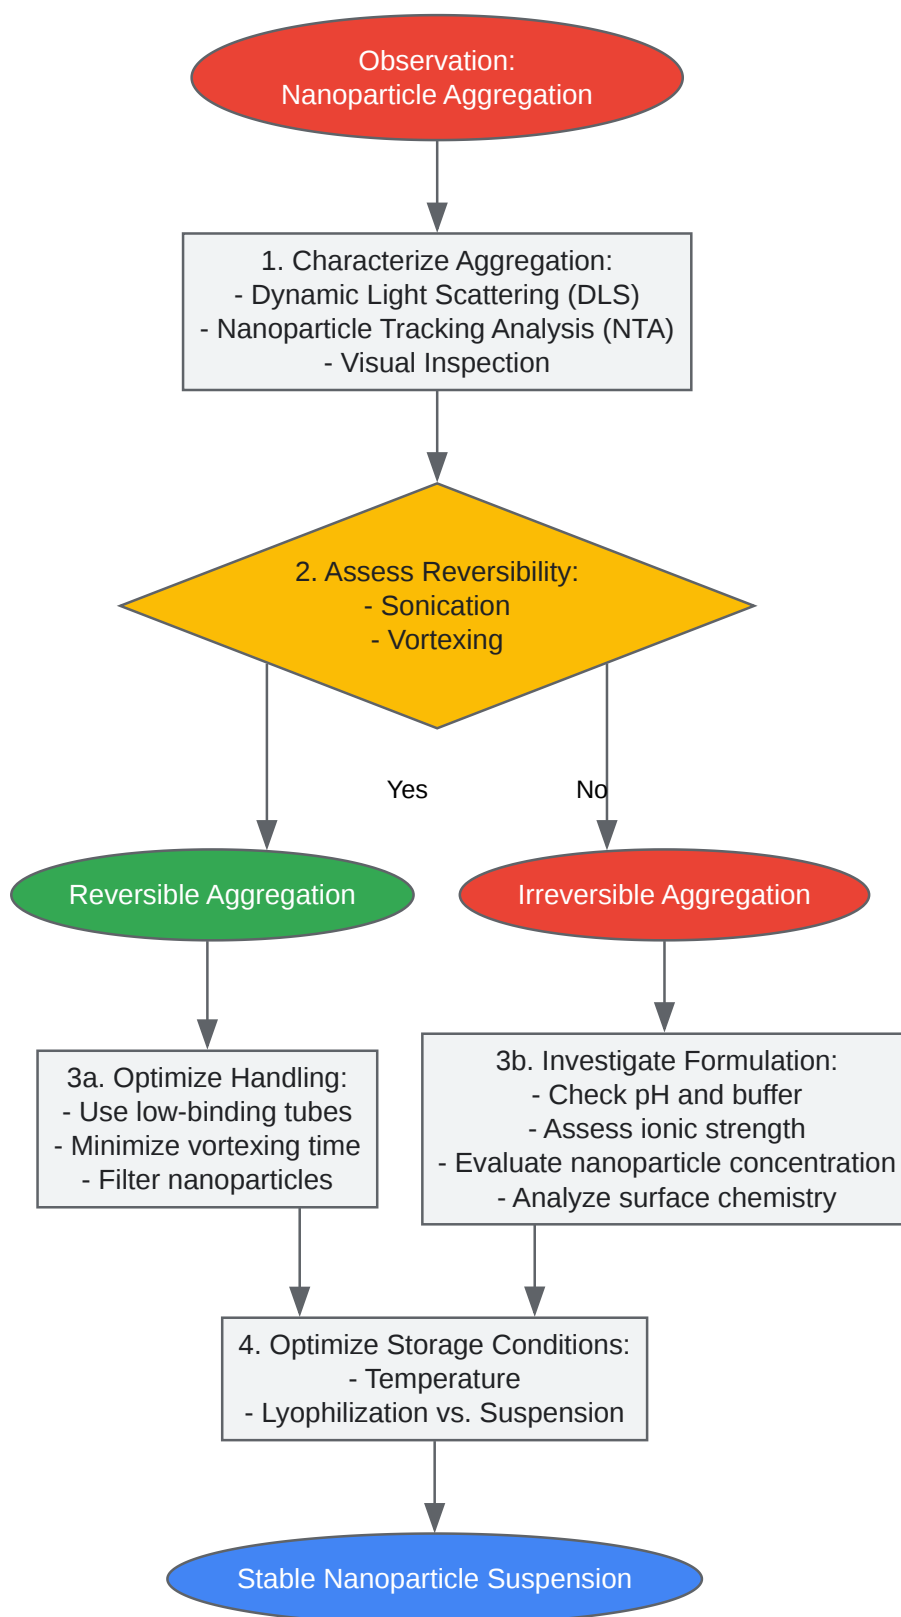 Observation:
Nanoparticle Aggregation
1. Characterize Aggregation:
- Dynamic Light Scattering (DLS)
- Nanoparticle Tracking Analysis (NTA)
- Visual Inspection
2. Assess Reversibility:
- Sonication
- Vortexing
Yes
No
Reversible Aggregation
Irreversible Aggregation
3a. Optimize Handling:
- Use low-binding tubes
- Minimize vortexing time
- Filter nanoparticles
3b. Investigate Formulation:
- Check pH and buffer
- Assess ionic strength
- Evaluate nanoparticle concentration
- Analyze surface chemistry
4. Optimize Storage Conditions:
- Temperature
- Lyophilization vs. Suspension
Stable Nanoparticle Suspension